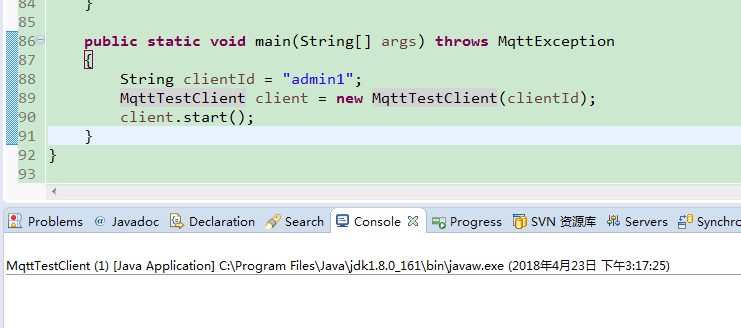 84 }
85
86 public static void main(String[] args) throws MqttException
87 {
88 String clientId = "admin1";
89 MqttTestClient client = new MqttTestClient(clientId);
90 client.start();
91 }
92 }
93
Problems @ Javadoc Declaration Search Console Progress SVN 资源库 Servers Synchro
MqttTestClient (1) [Java Application] C:\Program Files\Java\jdk1.8.0_161\bin\javaw.exe (2018年4月23日 下午3:17:25)